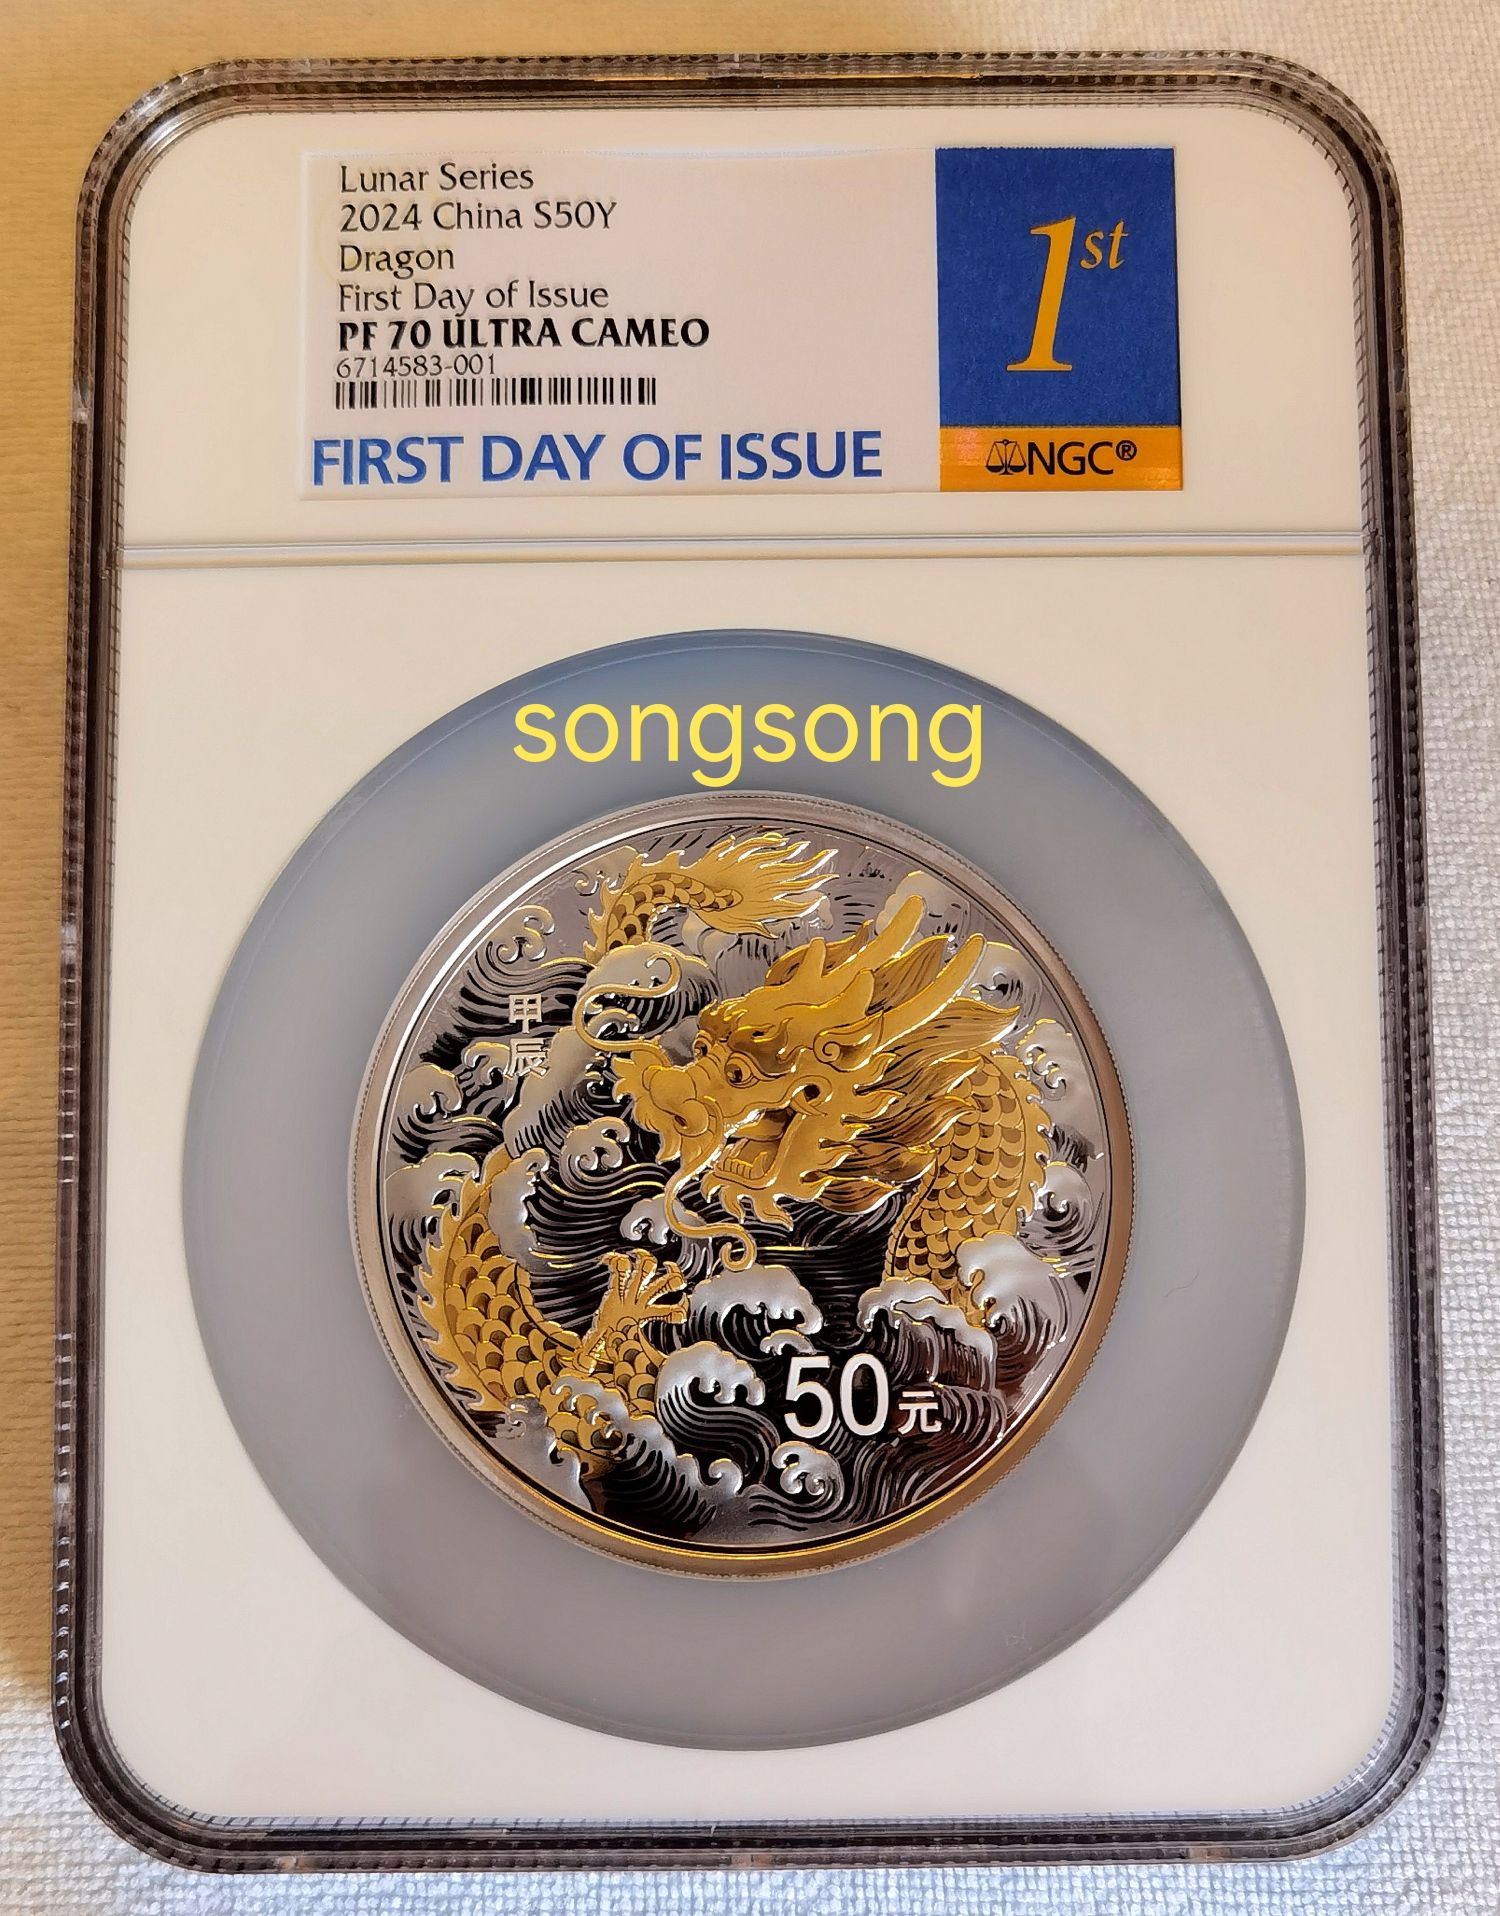 Lunar Series
2024 China S50Y
Dragon
First Day of Issue
PF 70 ULTRA CAMEO
6714583-001
FIRST DAY OF ISSUE
1st
NGC®
songsong
甲
辰
50元